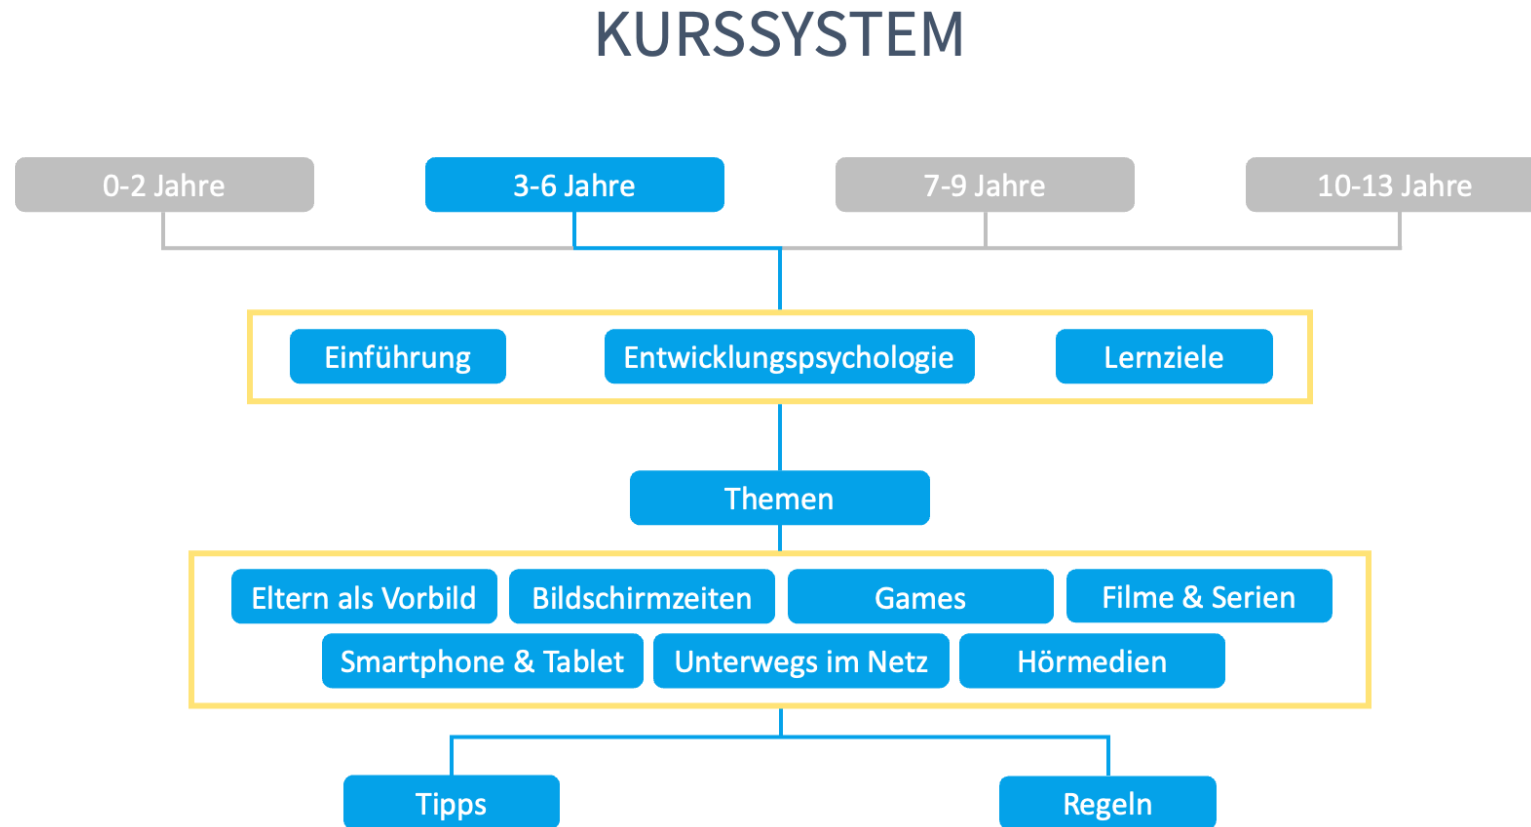 KURSSYSTEM
0-2 Jahre
3-6 Jahre
7-9 Jahre
10-13 Jahre
Einführung
Entwicklungspsychologie
Lernziele
Themen
Eltern als Vorbild
Bildschirmzeiten
Games
Filme & Serien
Smartphone & Tablet
Unterwegs im Netz
Hörmedien
Tipps
Regeln